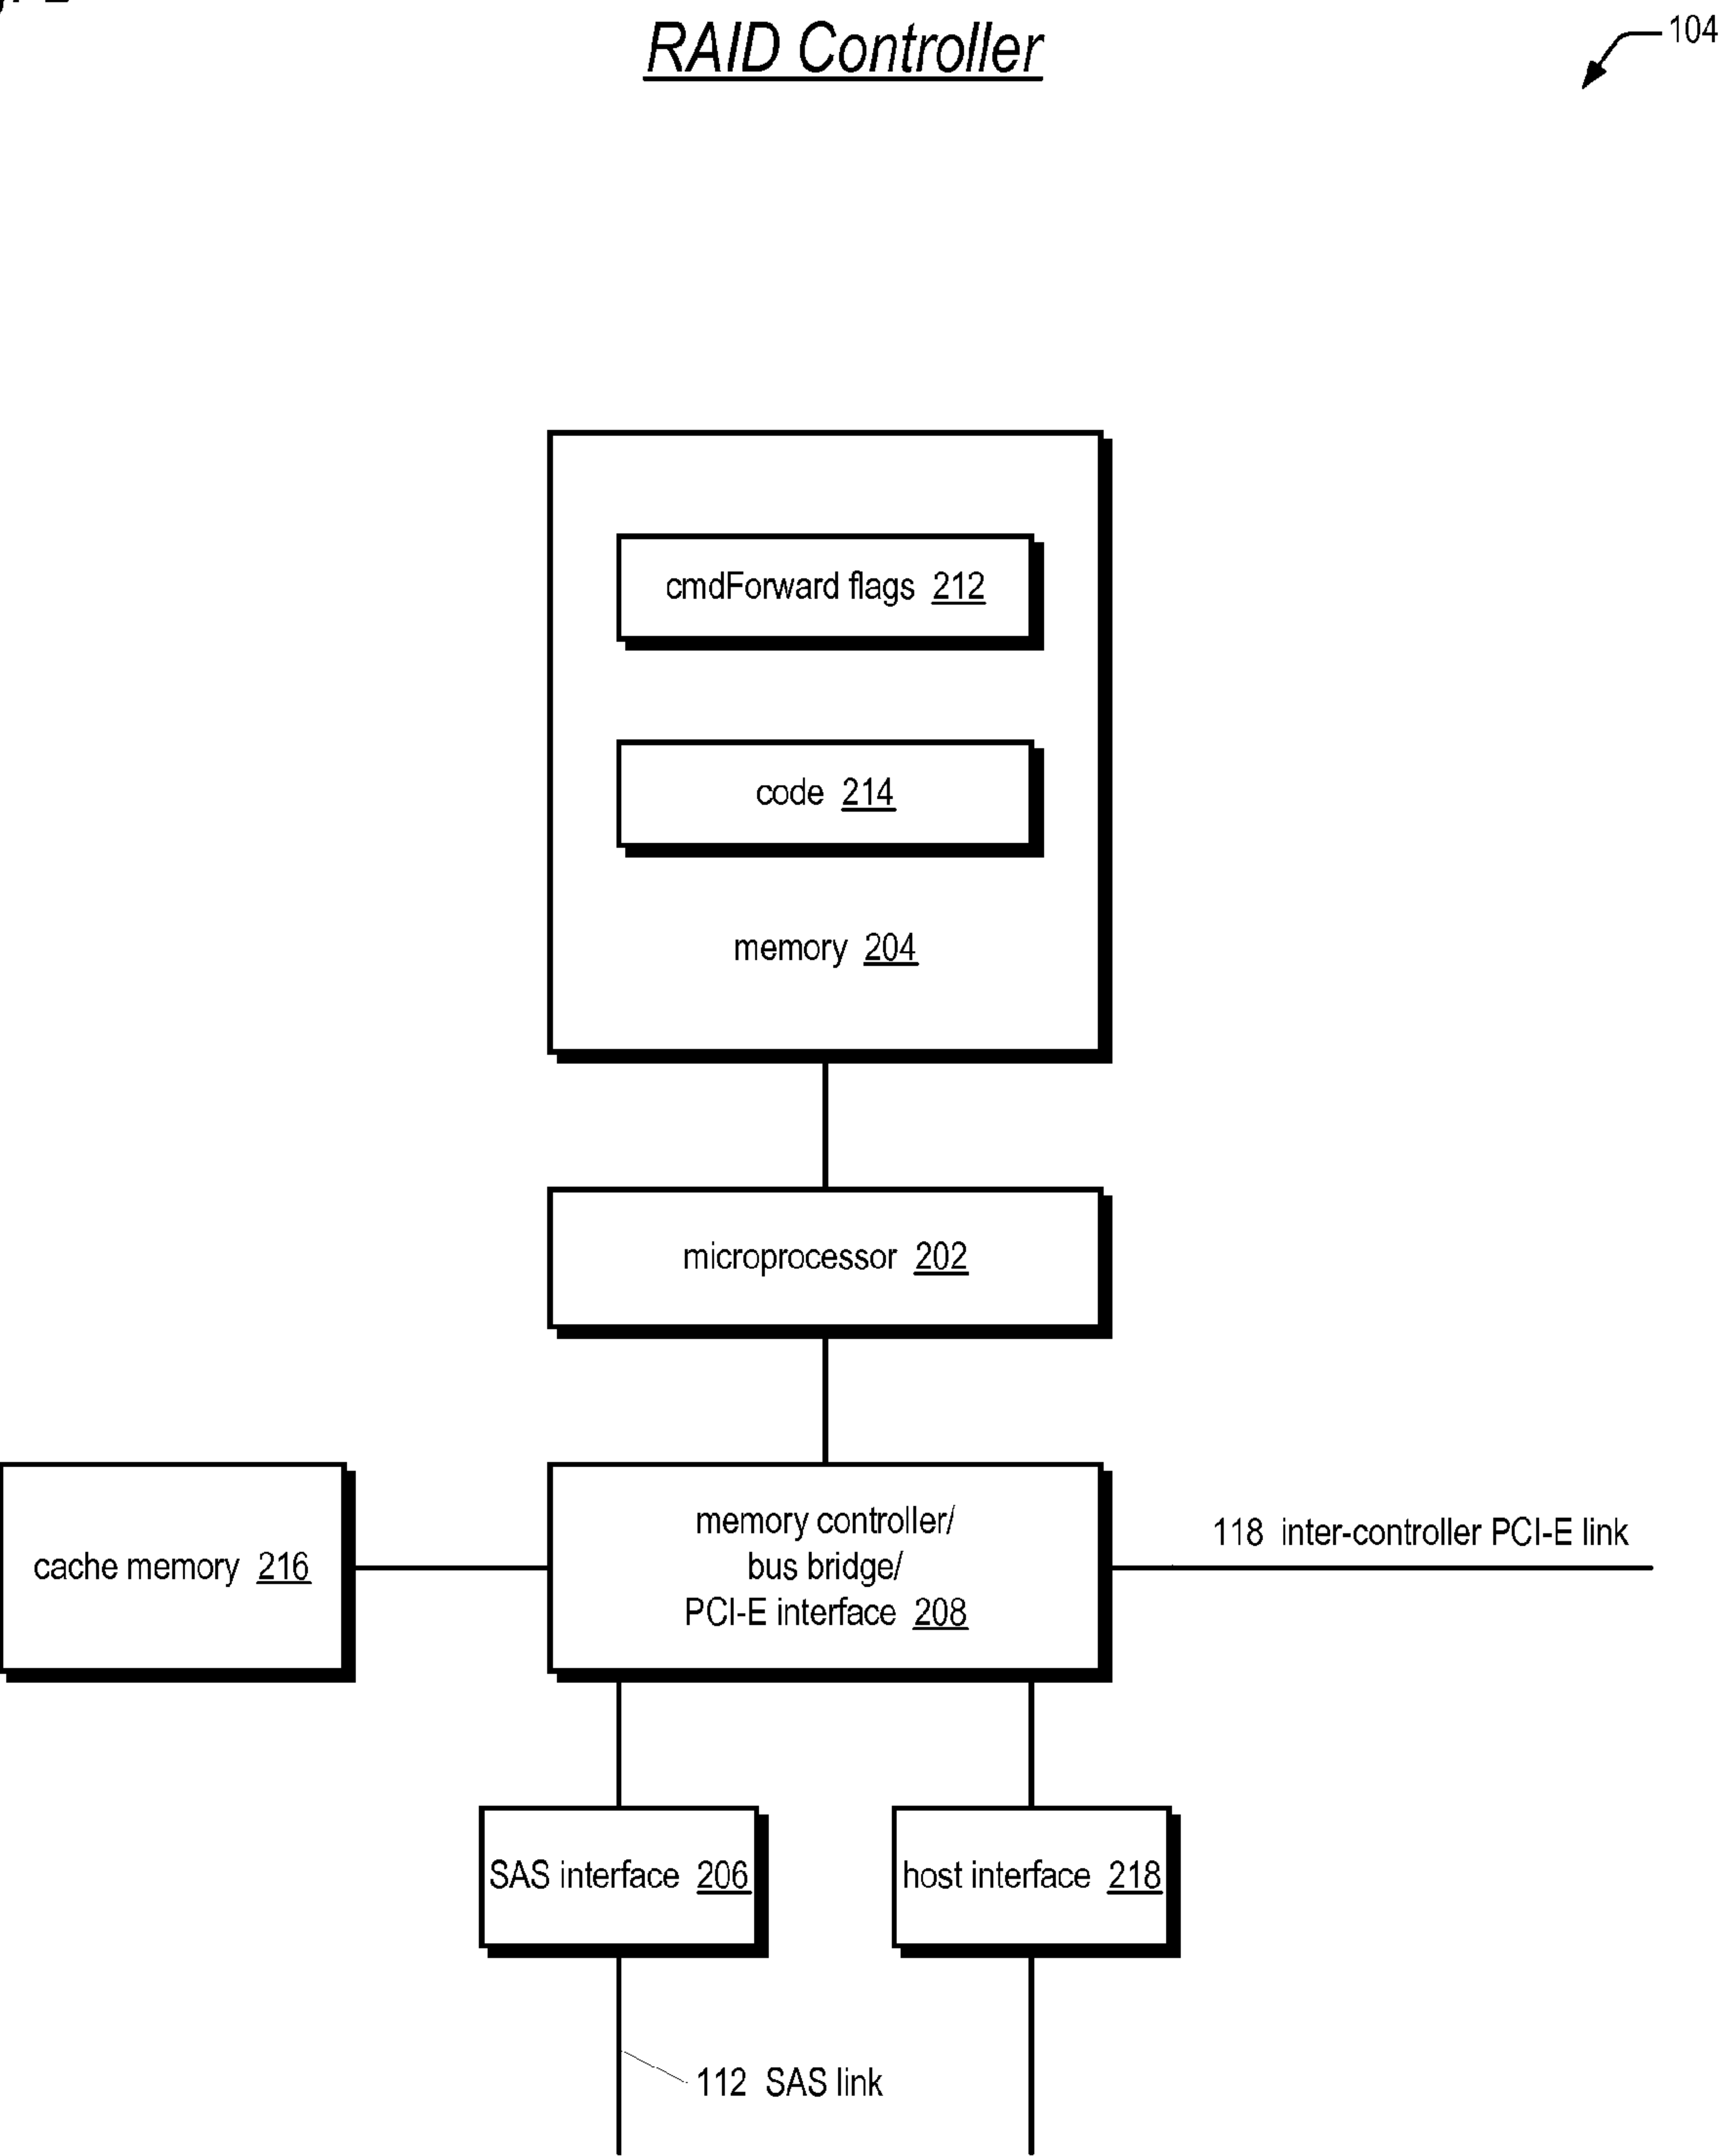 RAID Controller
104
cmdForward flags 212
code 214
memory 204
microprocessor 202
memory controller/
bus bridge/
PCI-E interface 208
cache memory 216
118 inter-controller PCI-E link
SAS interface 206
host interface 218
112 SAS link